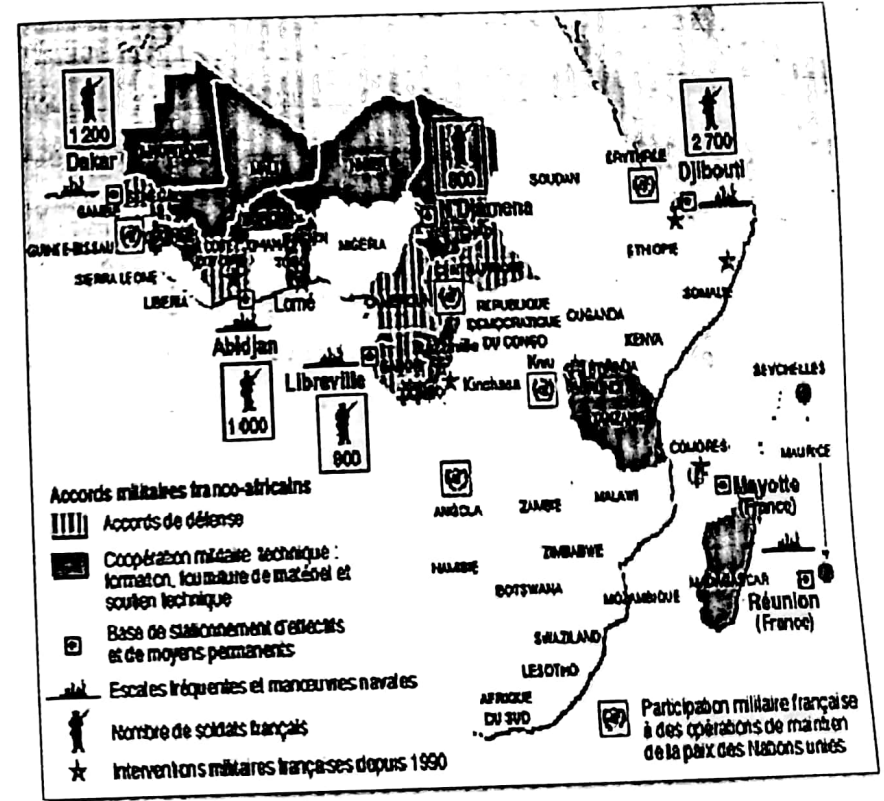 1 200
Dakar
2 700
Djibouti
ERYTHRÉE
800
SOUDAN
N'Djamena
GAMBIE
GUINÉE-BISSAU
NIGÉRIA
ETHIOPIE
SIERRA LEONE
SOMALIE
LIBERIA
Lomé
RÉPUBLIQUE
DÉMOCRATIQUE
DU CONGO
OUGANDA
KENYA
Abidjan
Libreville
Kinshasa
Kivu
TANZANIE
SEYCHELLES
1 000
800
COMORES
MAURICE
Mayotte
(France)
ANGOLA
ZAMBIE
MALAWI
NAMIBIE
ZIMBABWE
BOTSWANA
MOZAMBIQUE
MADAGASCAR
Réunion
(France)
SWAZILAND
LESOTHO
AFRIQUE
DU SUD
Accords militaires franco-africains
Accords de défense
Coopération militaire technique :
formation, fourniture de matériel et
soutien technique
Base de stationnement d'effectifs
et de moyens permanents
Escales fréquentes et manœuvres navales
Nombre de soldats français
Interventions militaires françaises depuis 1990
Participation militaire française
à des opérations de maintien
de la paix des Nations unies